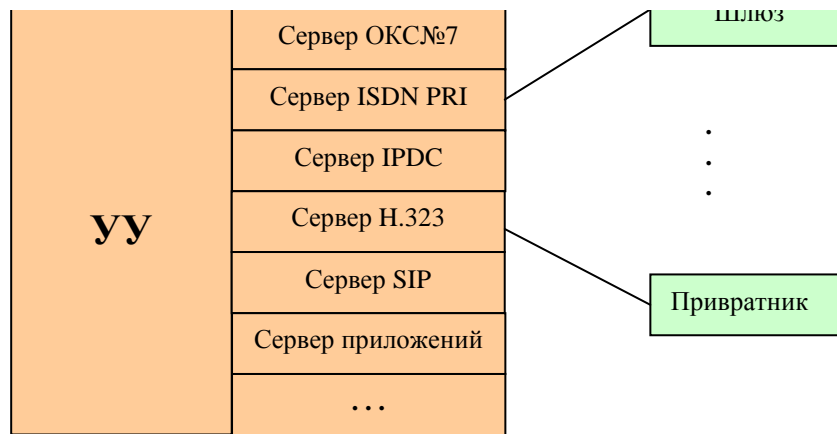 Сервер ОКС№7
Шлюз
Сервер ISDN PRI
Сервер IPDC
УУ
Сервер H.323
Сервер SIP
Привратник
Сервер приложений
...